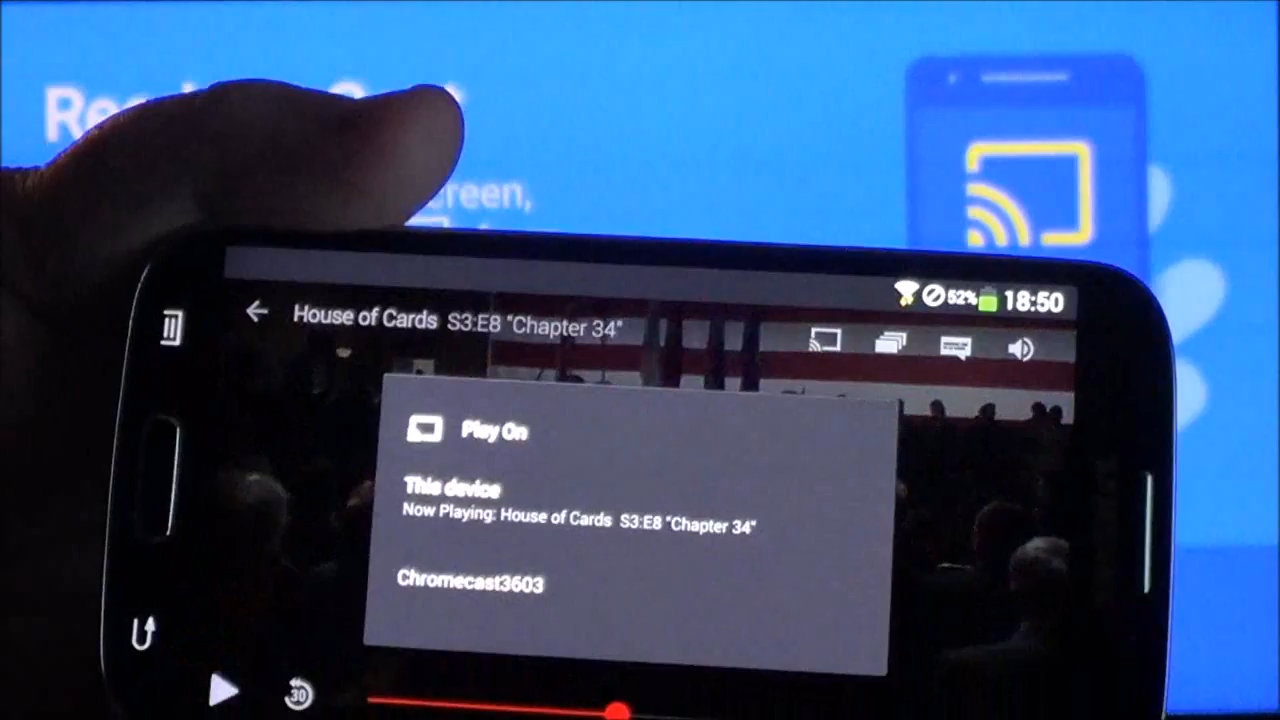 52% 18:50
House of Cards S3:E8 "Chapter 34"
Play On
This device
Now Playing: House of Cards S3:E8 "Chapter 34"
Chromecast3603
30